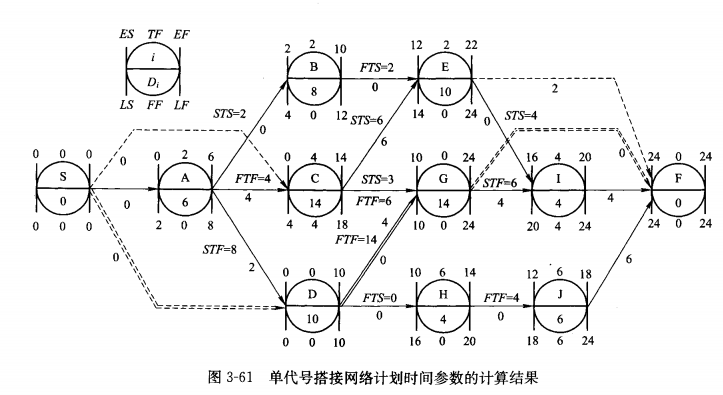 ES TF EF
i
Di
LS FF LF
2 2 10
B
8
4 0 12
FTS=2
0
12 2 22
E
10
14 0 24
2
STS=2
0
STS=6
6
0
STS=4
0
0 0 0
S
0
0 0 0
0
0
0
0 2 6
A
6
2 0 8
FTF=4
4
0 4 14
C
14
4 4 18
STS=3
FTF=6
4
10 0 24
G
14
10 0 24
STF=6
4
16 4 20
I
4
20 4 24
4
24 0 24
F
0
24 0 24
STF=8
2
FTF=14
0
0 0 10
D
10
0 0 10
FTS=0
0
10 6 14
H
4
16 0 20
FTF=4
0
12 6 18
J
6
18 6 24
6
图 3-61 单代号搭接网络计划时间参数的计算结果